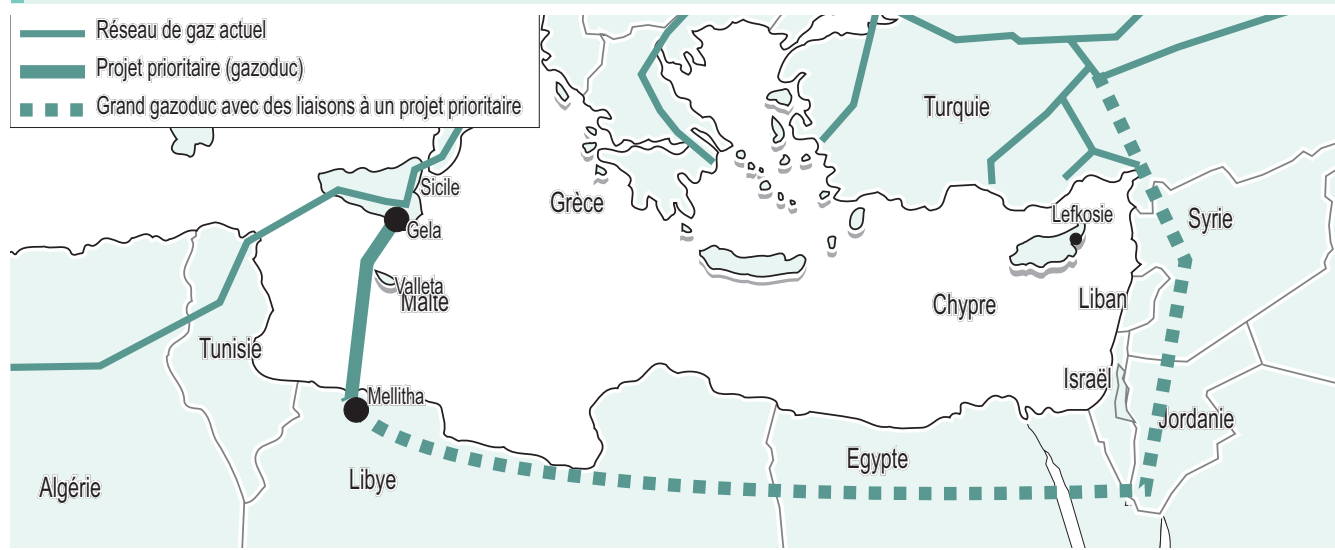 Réseau de gaz actuel
Projet prioritaire (gazoduc)
Grand gazoduc avec des liaisons à un projet prioritaire
Turquie
Sicile
Grèce
Lefkosie
Syrie
Gela
Valleta
Malte
Chypre
Liban
Tunisie
Israël
Mellitha
Jordanie
Egypte
Libye
Algérie